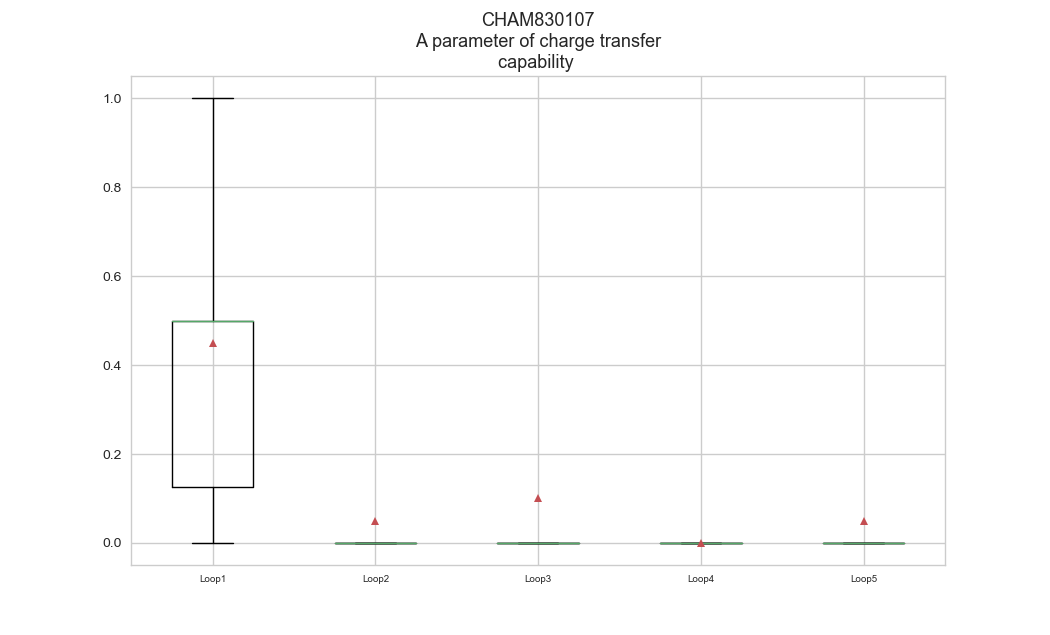 CHAM830107
A parameter of charge transfer
capability
1.0
0.8
0.6
0.4
0.2
0.0
Loop1
Loop2
Loop3
Loop4
Loop5